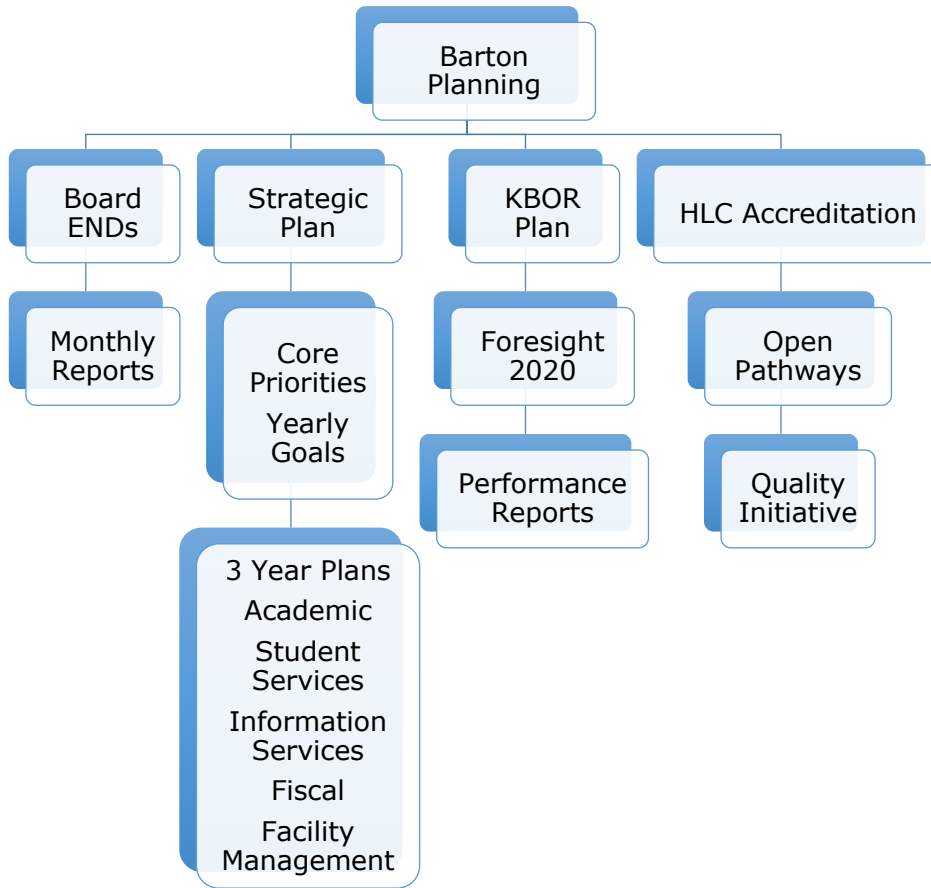 Barton
Planning
Board
ENDs
Strategic
Plan
KBOR
Plan
HLC Accreditation
Monthly
Reports
Core
Priorities
Yearly
Goals
Foresight
2020
Open
Pathways
Performance
Reports
Quality
Initiative
3 Year Plans
Academic
Student
Services
Information
Services
Fiscal
Facility
Management